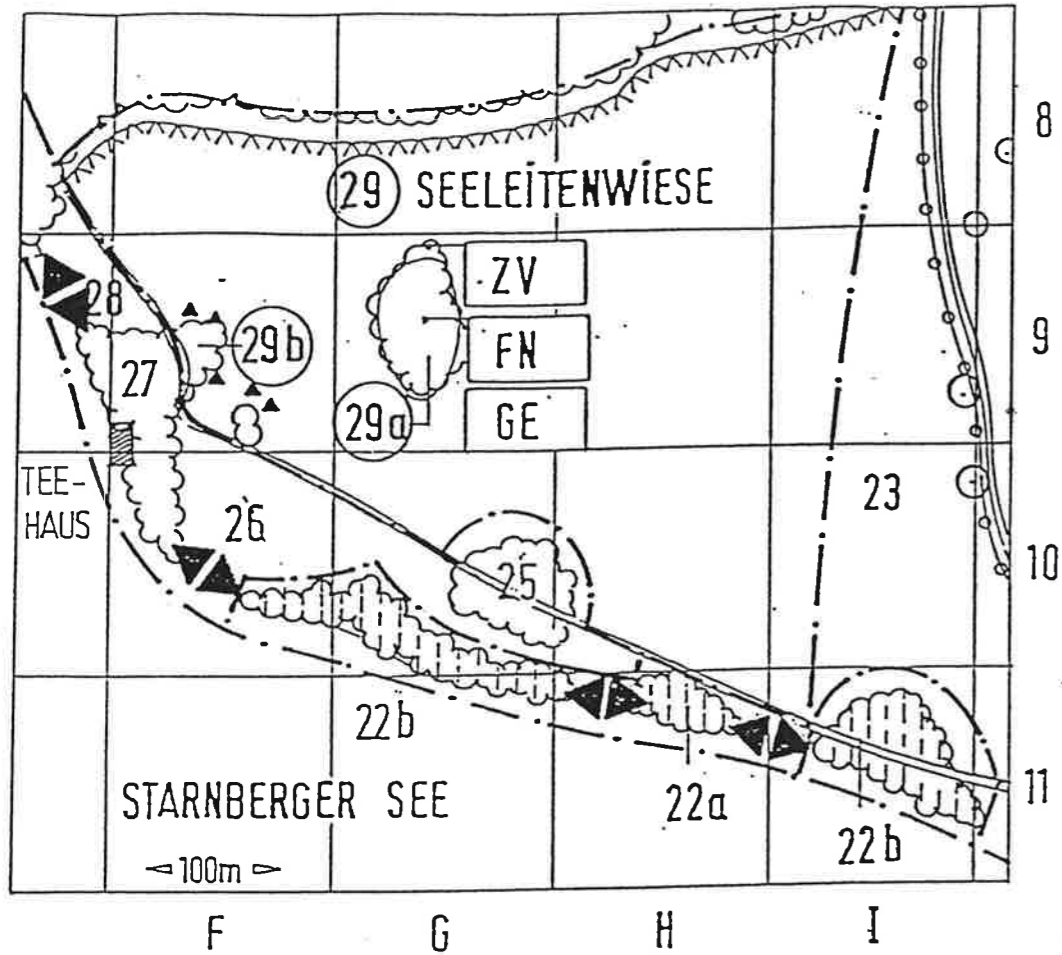 8
29 SEELEITENWIESE
ZV
28
FN
29b
9
27
29a
GE
TEE-
HAUS
26
23
25
10
22b
22a
11
STARNBERGER SEE
22b
100m
F G H I